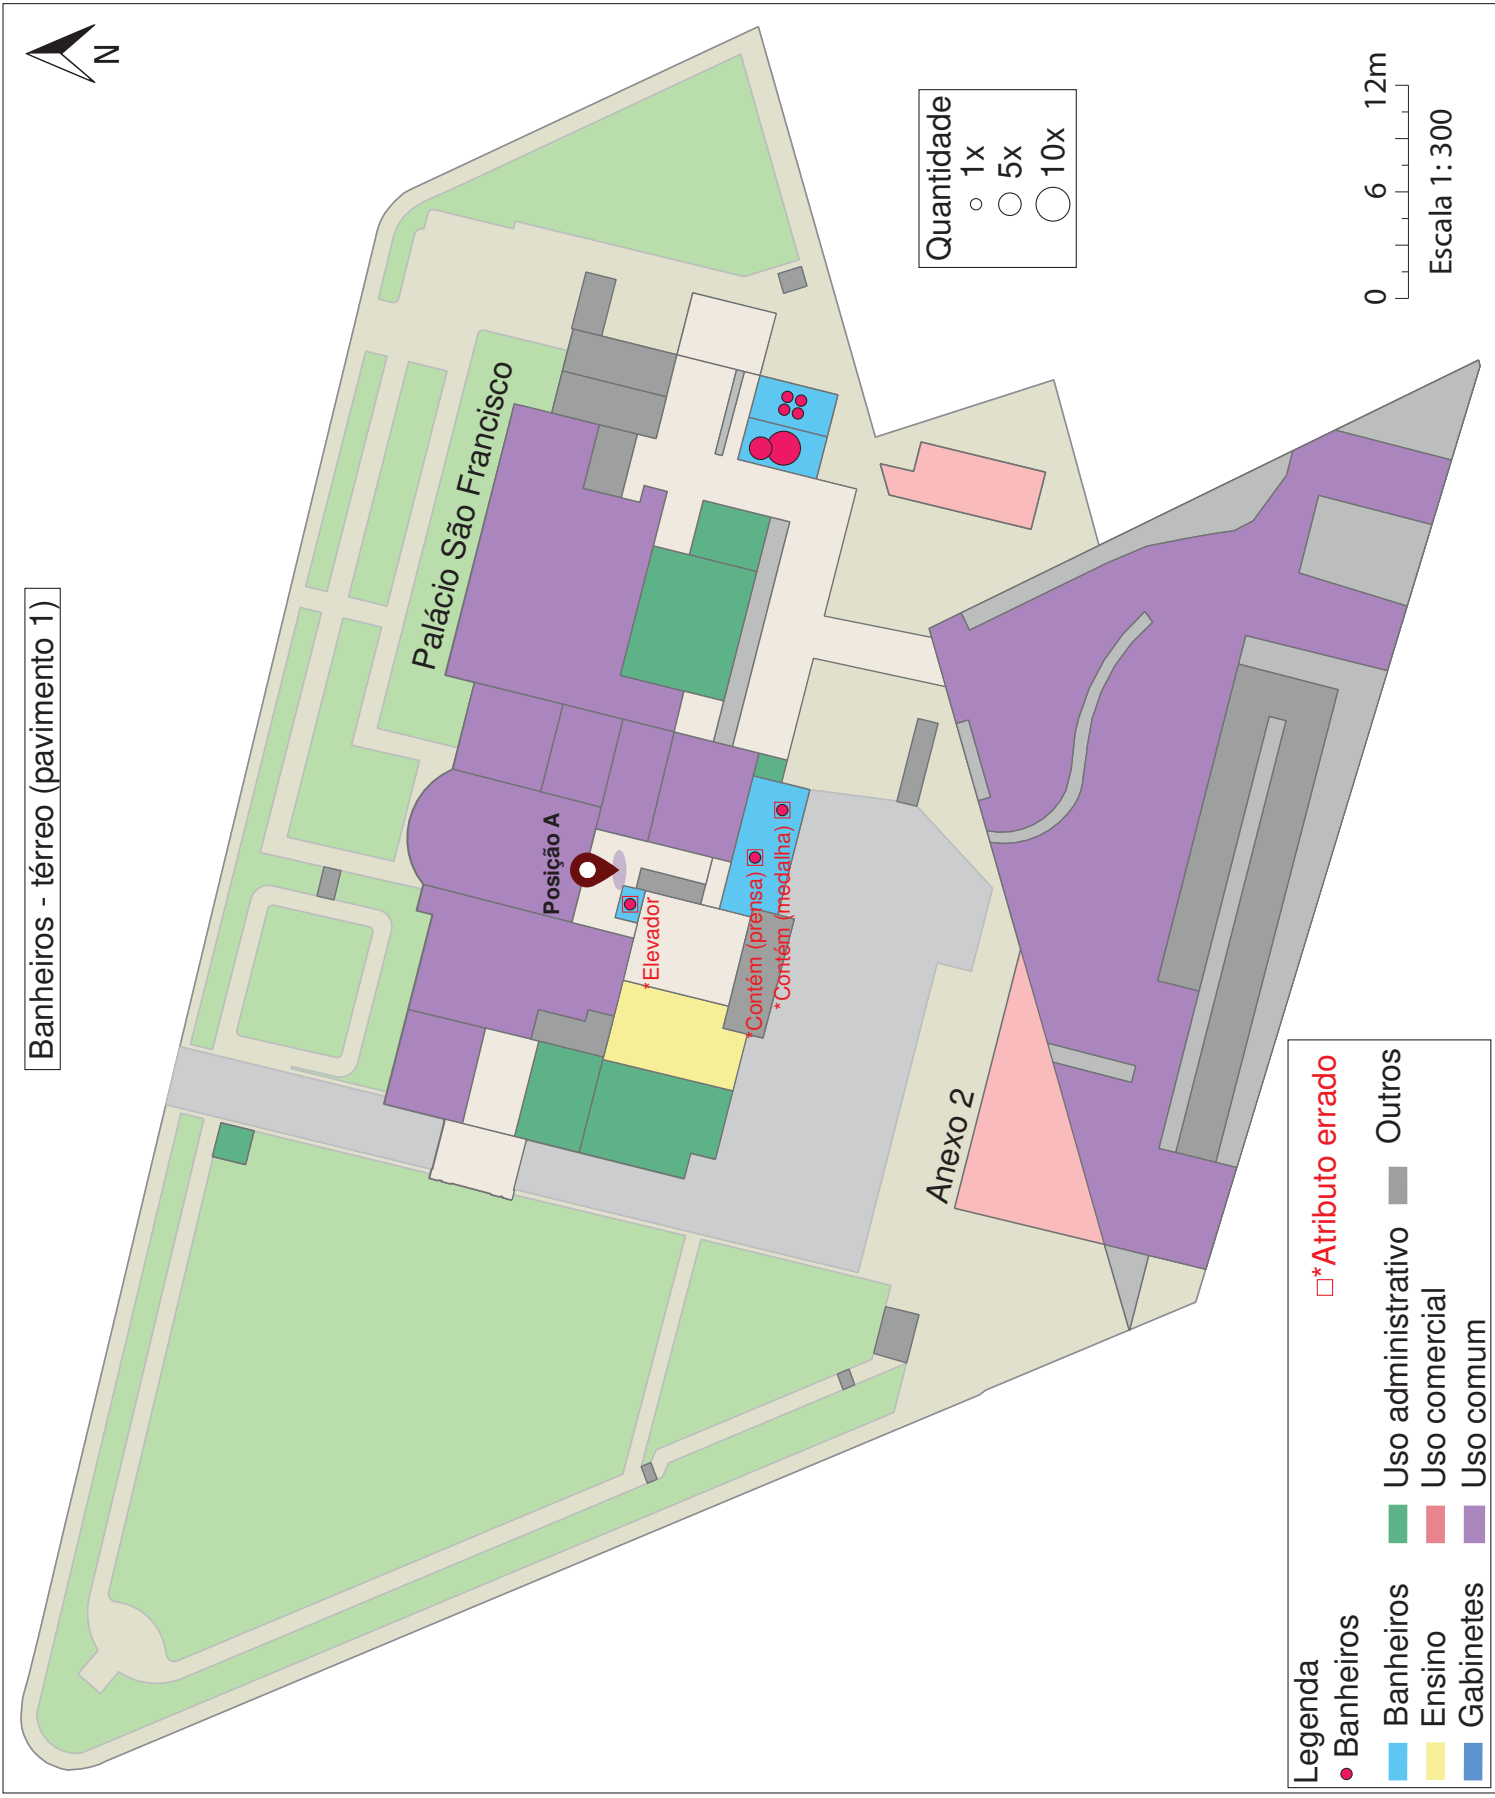 Banheiros - térreo (pavimento 1)
N
Palácio São Francisco
Posição A
*Elevador
*Contém (prensa)
*Contém (medalha)
Anexo 2
Quantidade
1x
5x
10x
0 6 12m
Escala 1: 300
Legenda
Banheiros
*Atributo errado
Banheiros
Uso administrativo
Outros
Ensino
Uso comercial
Gabinetes
Uso comum